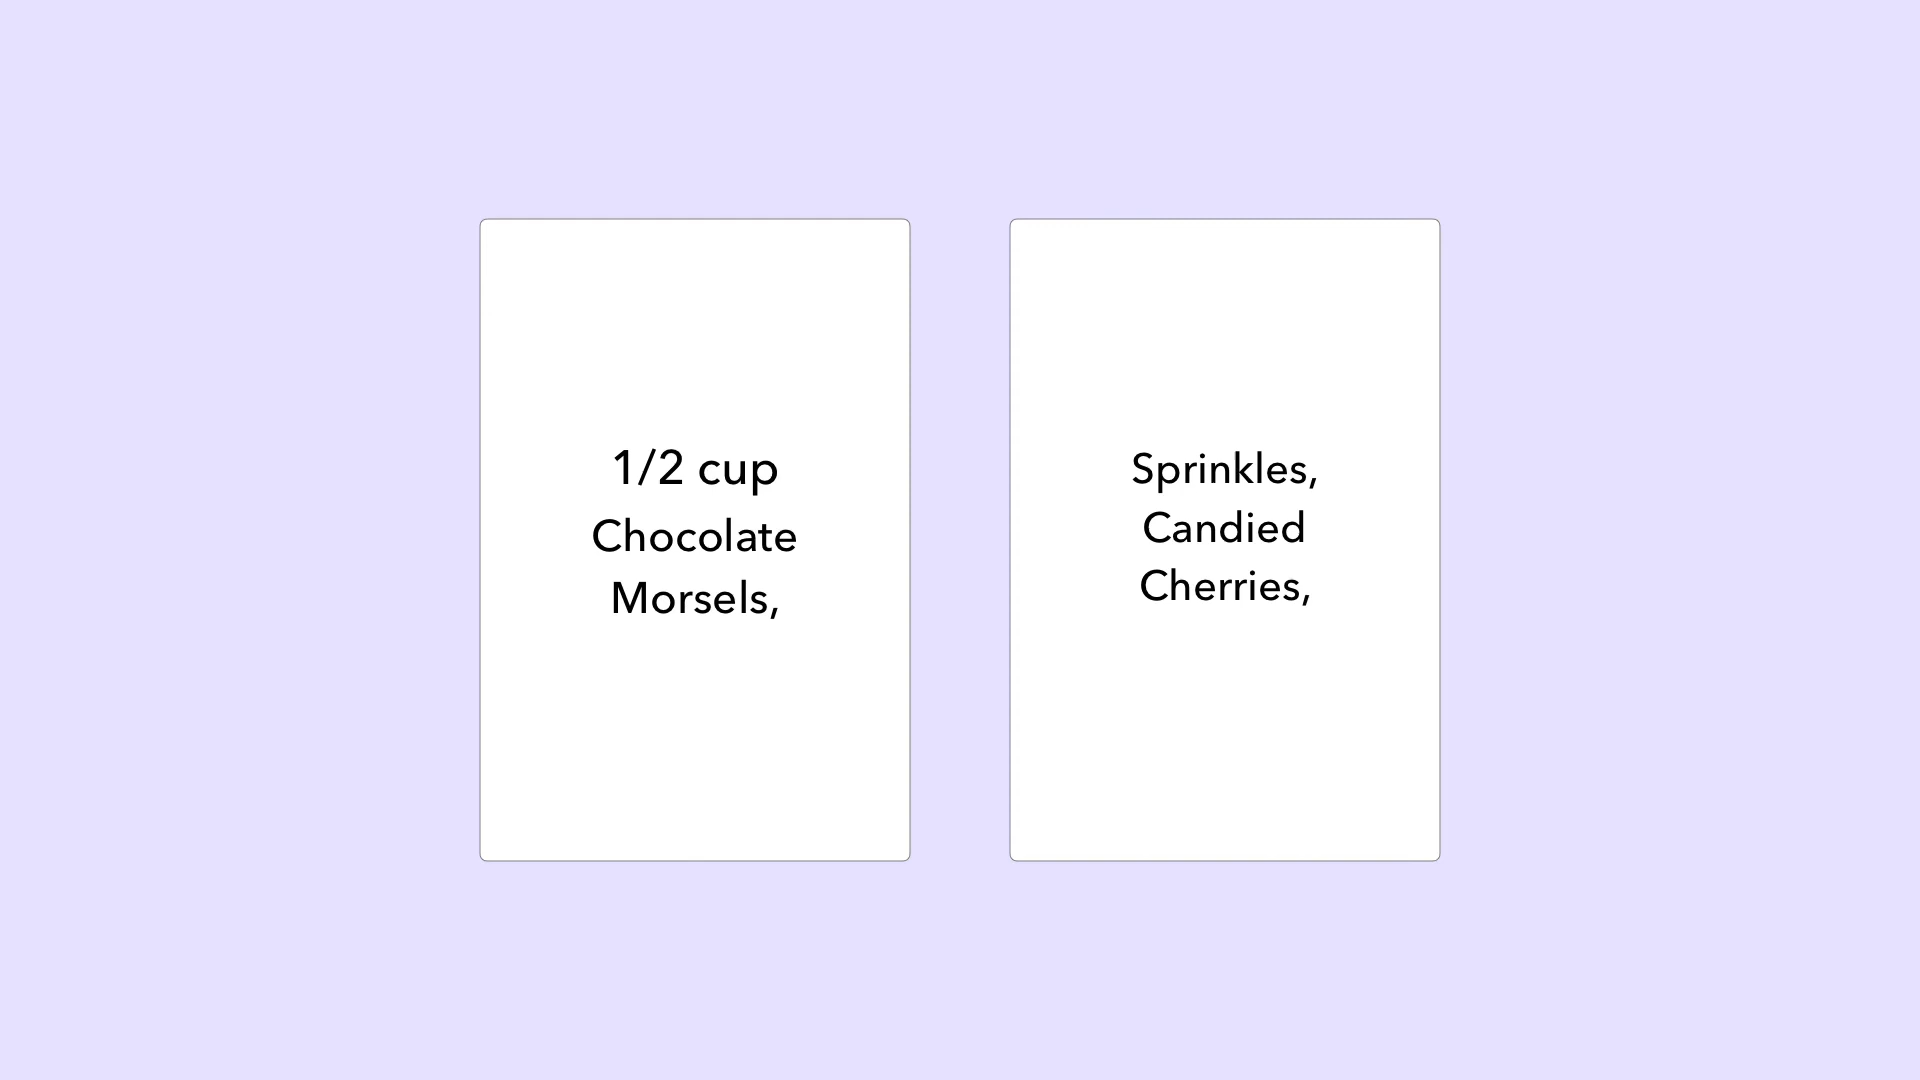 1/2 cup
Chocolate
Morsels,
Sprinkles,
Candied
Cherries,